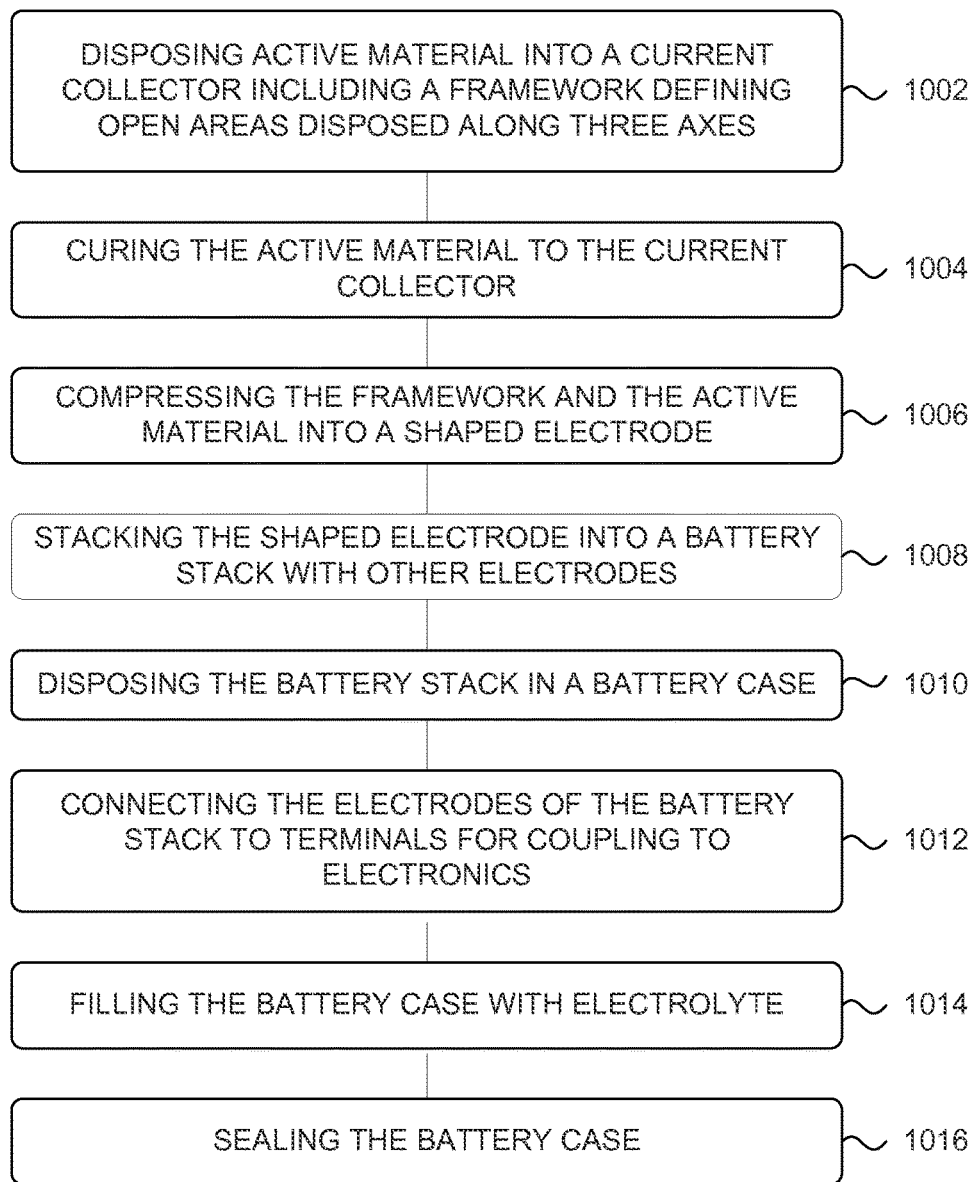 DISPOSING ACTIVE MATERIAL INTO A CURRENT
COLLECTOR INCLUDING A FRAMEWORK DEFINING
OPEN AREAS DISPOSED ALONG THREE AXES
1002
CURING THE ACTIVE MATERIAL TO THE CURRENT
COLLECTOR
1004
COMPRESSING THE FRAMEWORK AND THE ACTIVE
MATERIAL INTO A SHAPED ELECTRODE
1006
STACKING THE SHAPED ELECTRODE INTO A BATTERY
STACK WITH OTHER ELECTRODES
1008
DISPOSING THE BATTERY STACK IN A BATTERY CASE
1010
CONNECTING THE ELECTRODES OF THE BATTERY
STACK TO TERMINALS FOR COUPLING TO
ELECTRONICS
1012
FILLING THE BATTERY CASE WITH ELECTROLYTE
1014
SEALING THE BATTERY CASE
1016